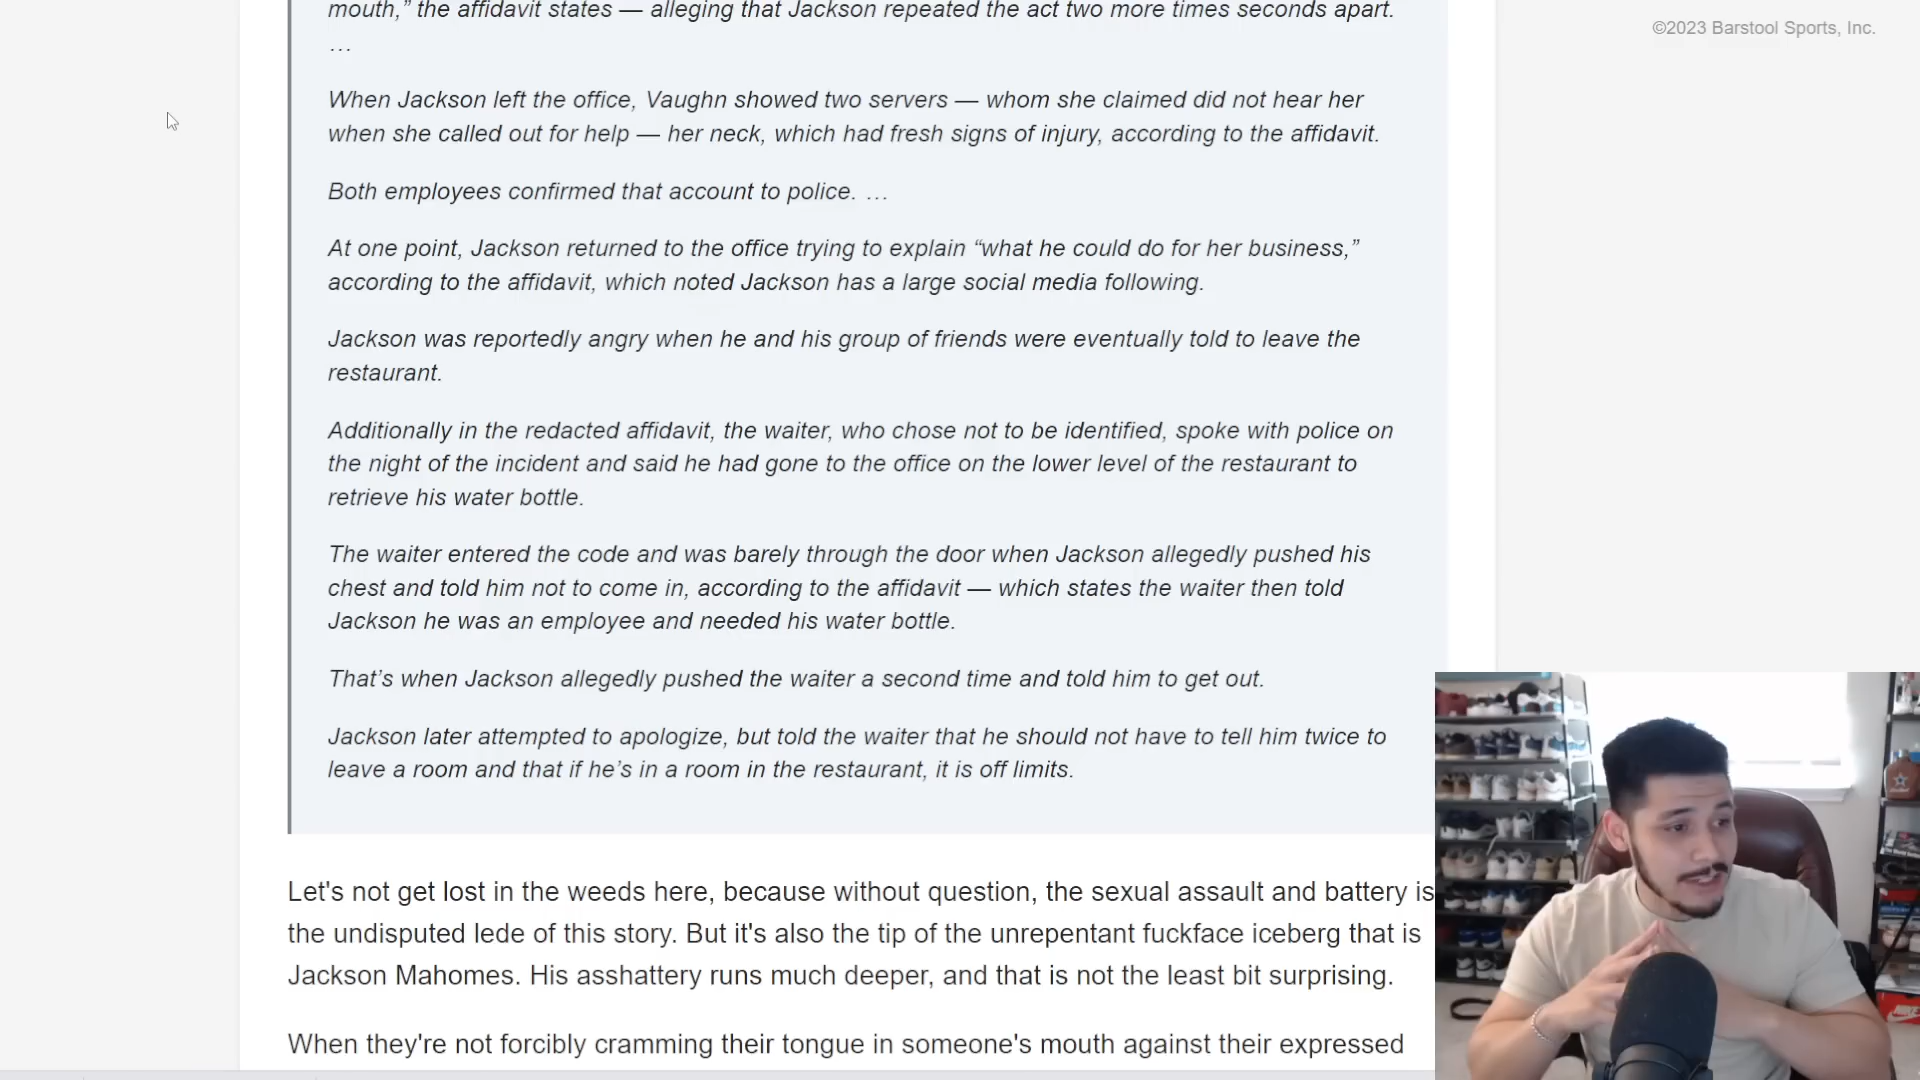 mouth,” the affidavit states — alleging that Jackson repeated the act two more times seconds apart.
…
©2023 Barstool Sports, Inc.
When Jackson left the office, Vaughn showed two servers — whom she claimed did not hear her
when she called out for help — her neck, which had fresh signs of injury, according to the affidavit.
Both employees confirmed that account to police. …
At one point, Jackson returned to the office trying to explain “what he could do for her business,”
according to the affidavit, which noted Jackson has a large social media following.
Jackson was reportedly angry when he and his group of friends were eventually told to leave the
restaurant.
Additionally in the redacted affidavit, the waiter, who chose not to be identified, spoke with police on
the night of the incident and said he had gone to the office on the lower level of the restaurant to
retrieve his water bottle.
The waiter entered the code and was barely through the door when Jackson allegedly pushed his
chest and told him not to come in, according to the affidavit — which states the waiter then told
Jackson he was an employee and needed his water bottle.
That’s when Jackson allegedly pushed the waiter a second time and told him to get out.
Jackson later attempted to apologize, but told the waiter that he should not have to tell him twice to
leave a room and that if he’s in a room in the restaurant, it is off limits.
Let's not get lost in the weeds here, because without question, the sexual assault and battery is
the undisputed lede of this story. But it's also the tip of the unrepentant fuckface iceberg that is
Jackson Mahomes. His asshattery runs much deeper, and that is not the least bit surprising.
When they're not forcibly cramming their tongue in someone's mouth against their expressed